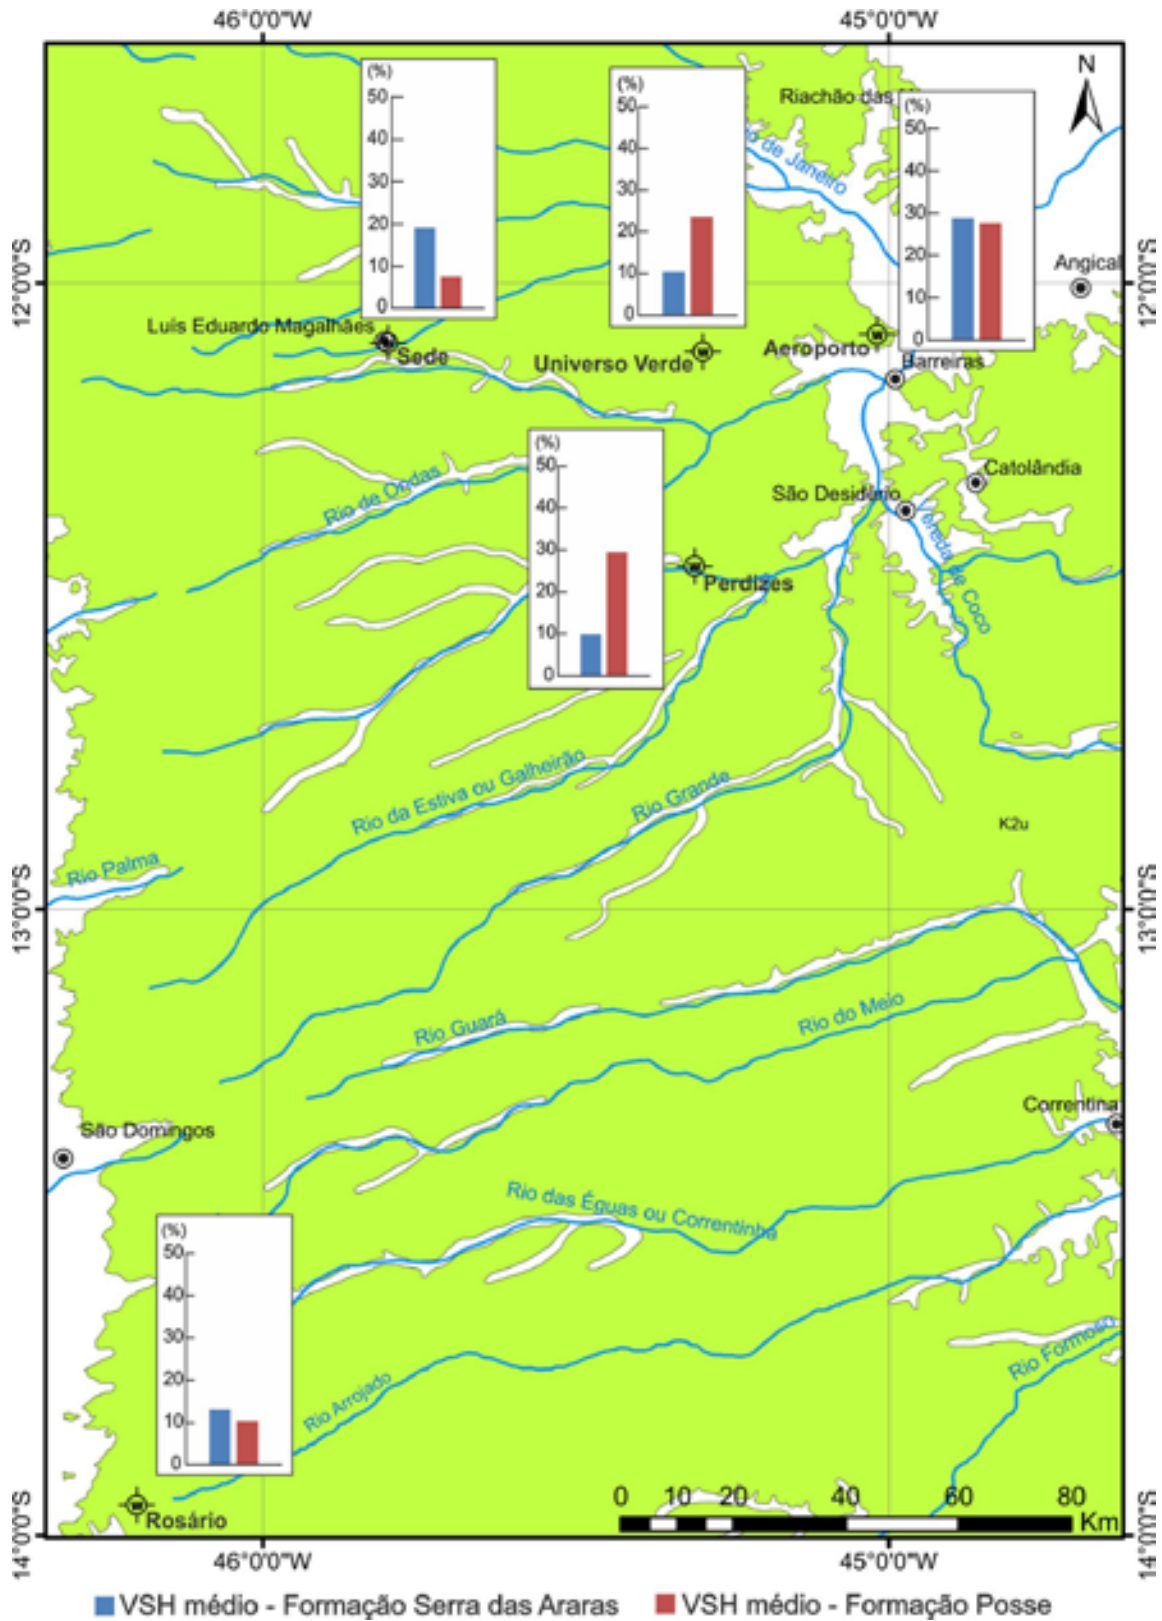 46°0'0"W
45°0'0"W
N
(%)
50
40
30
20
10
0
(%)
50
40
30
20
10
0
Riachão das
(%)
50
40
30
20
10
0
de Janeiro
12°0'0"S
12°0'0"S
Angical
Luis Eduardo Magalhães
Sede
Universo Verde
Aeroporto
Barreiras
(%)
50
40
30
20
10
0
Rio de Ondas
Catolândia
São Desidério
Vereda de Coco
Perdizes
Rio da Estiva ou Galheirão
Rio Grande
K2u
Rio Palma
13°0'0"S
13°0'0"S
Rio Guará
Rio do Meio
Correntina
São Domingos
Rio das Éguas ou Correntinha
(%)
50
40
30
20
10
0
Rio Formoso
Rio Arrojado
Rosário
0 10 20 40 60 80
Km
14°0'0"S
14°0'0"S
46°0'0"W
45°0'0"W
VSH médio - Formação Serra das Araras
VSH médio - Formação Posse